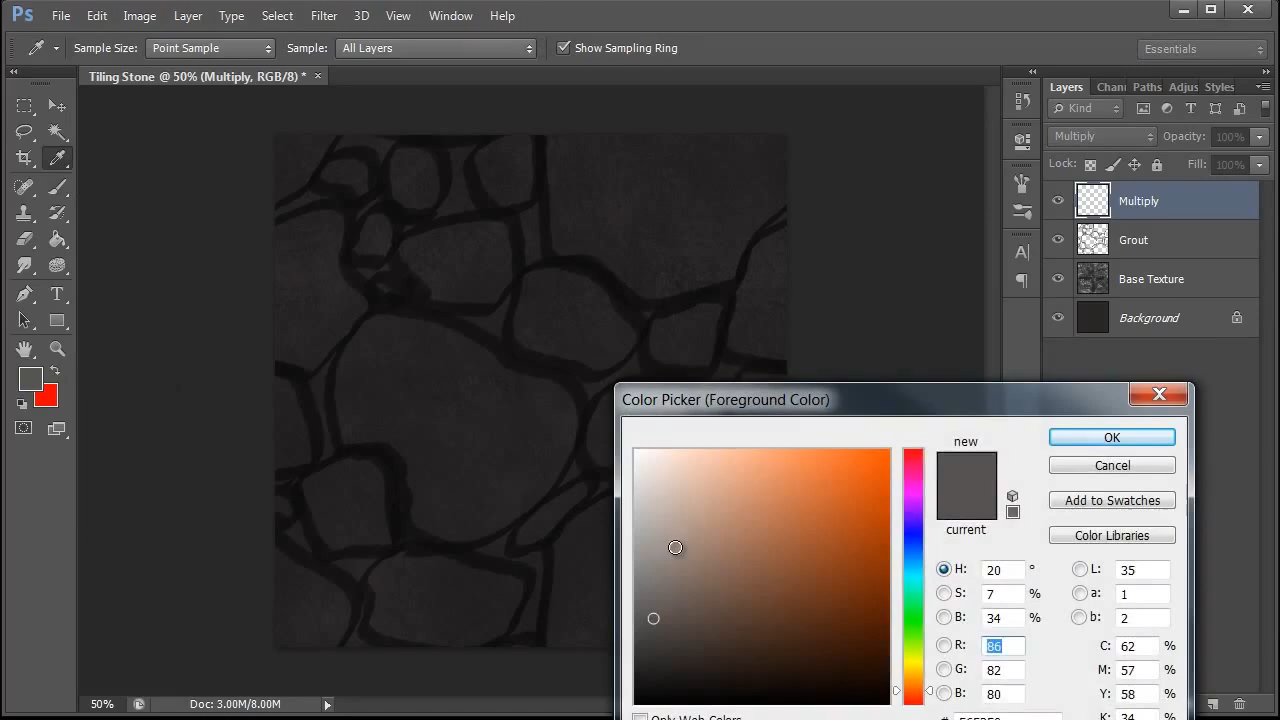 Ps File Edit Image Layer Type Select Filter 3D View Window Help
Sample Size: Point Sample Sample: All Layers Show Sampling Ring Essentials
Tiling Stone @ 50% (Multiply, RGB/8) * ×
Layers Chann Paths Adjus Styles
Kind T
Multiply Opacity: 100%
Lock: Fill: 100%
Multiply
Grout
Base Texture
Background
A
T
Color Picker (Foreground Color)
new
current
OK
Cancel
Add to Swatches
Color Libraries
H: 20 ° L: 35
S: 7 % a: 1
B: 34 % b: 2
R: 86 C: 62 %
G: 82 M: 57 %
B: 80 Y: 58 %
K: 34 %
Only Web Colors #
50% Doc: 3.00M/8.00M